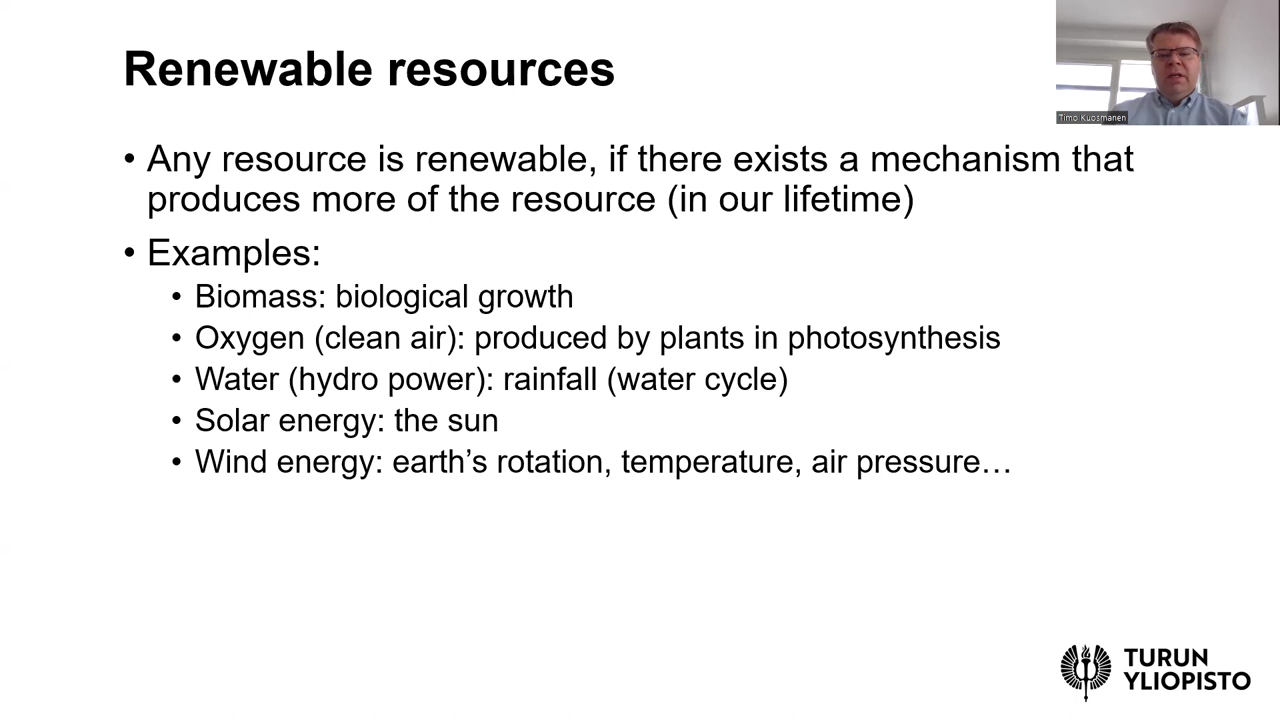 Renewable resources
Timo Kuosmanen
• Any resource is renewable, if there exists a mechanism that
produces more of the resource (in our lifetime)
• Examples:
• Biomass: biological growth
• Oxygen (clean air): produced by plants in photosynthesis
• Water (hydro power): rainfall (water cycle)
• Solar energy: the sun
• Wind energy: earth’s rotation, temperature, air pressure…
TURUN
YLIOPISTO